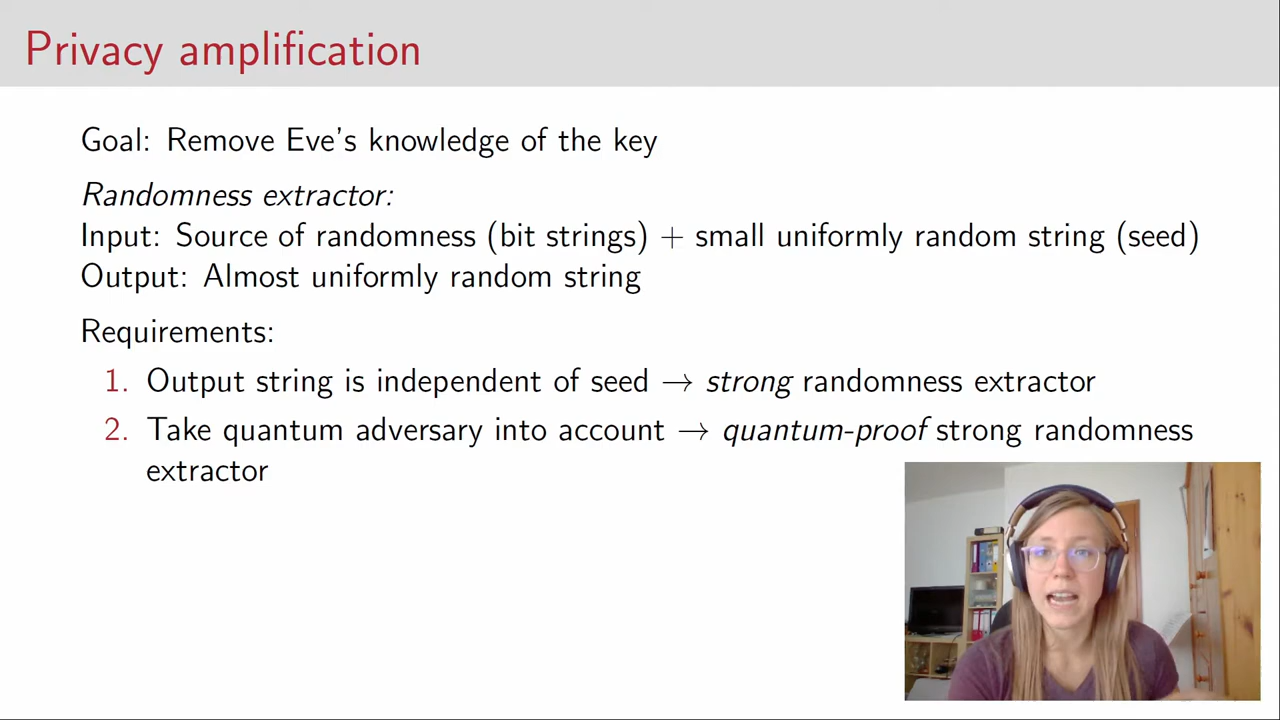 Privacy amplification
Goal: Remove Eve's knowledge of the key
Randomness extractor:
Input: Source of randomness (bit strings) + small uniformly random string (seed)
Output: Almost uniformly random string
Requirements:
1. Output string is independent of seed → strong randomness extractor
2. Take quantum adversary into account → quantum-proof strong randomness
extractor